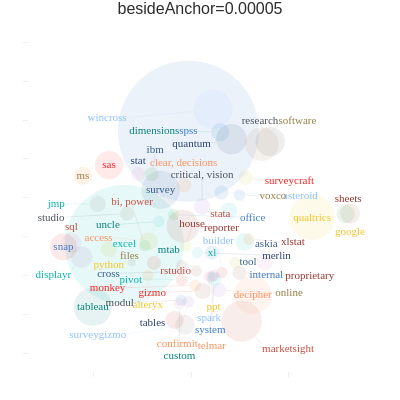 besideAnchor=0.00005
wincross
researchsoftware
dimensionsspss
quantum
ibm
stat clear, decisions
sas
critical, vision
ms
surveycraft
survey
voxcoasteroid
sheets
bi, power
jmp
studio
stata
office
qualtrics
sql
uncle
house
reporter
google
access
excel
builder
askia xlstat
snap
mtab
xl
files
merlin
python
tool
displayr
cross
rstudio
internal proprietary
pivot
monkey
gizmo
decipher online
tableau
modul
alteryx
ppt
spark
tables
system
surveygizmo
confirmit
telmar
marketsight
custom